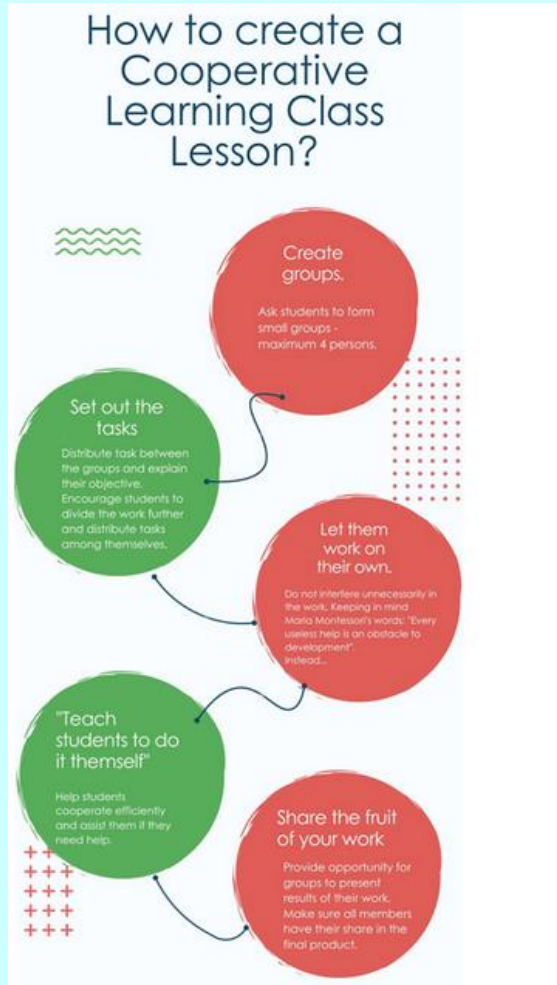 How to create a
Cooperative
Learning Class
Lesson?
Create
groups.
Ask students to form
small groups -
maximum 4 persons.
Set out the
tasks
Distribute task between
the groups and explain
their objective.
Encourage students to
divide the work further
and distribute tasks
among themselves.
Let them
work on
their own.
Do not interfere unnecessarily in
the work. Keeping in mind
Maria Montessori's words: "Every
useless help is an obstacle to
development".
Instead...
"Teach
students to do
it themself"
Help students
cooperate efficiently
and assist them if they
need help.
Share the fruit
of your work
Provide opportunity for
groups to present
results of their work.
Make sure all members
have their share in the
final product.